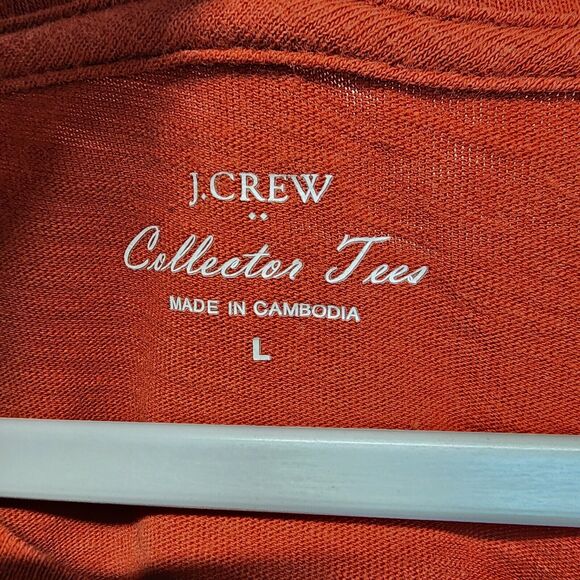 J.CREW
Collector Tees
MADE IN CAMBODIA
L